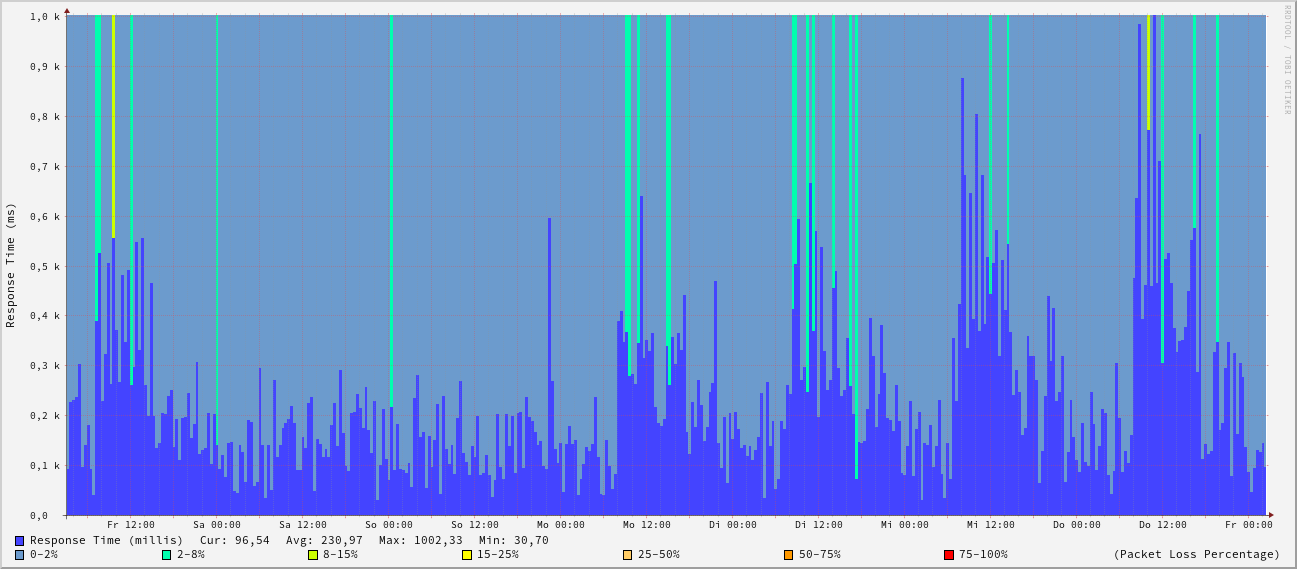 RRDTOOL / TOBI OETIKER
Response Time (ms)
1,0 k
0,9 k
0,8 k
0,7 k
0,6 k
0,5 k
0,4 k
0,3 k
0,2 k
0,1 k
0,0
Fr 12:00 Sa 00:00 Sa 12:00 So 00:00 So 12:00 Mo 00:00 Mo 12:00 Di 00:00 Di 12:00 Mi 00:00 Mi 12:00 Do 00:00 Do 12:00 Fr 00:00
Response Time (millis) Cur: 96,54 Avg: 230,97 Max: 1002,33 Min: 30,70
0-2% 2-8% 8-15% 15-25% 25-50% 50-75% 75-100% (Packet Loss Percentage)